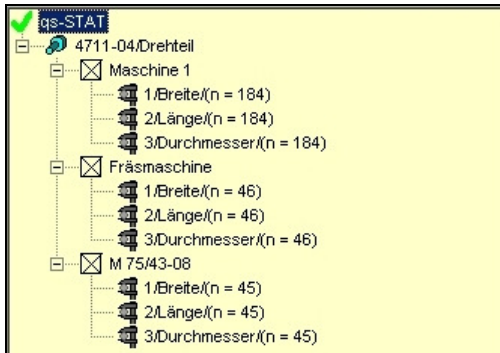 qs-STAT
4711-04/Drehteil
Maschine 1
1/Breite/(n = 184)
2/Länge/(n = 184)
3/Durchmesser/(n = 184)
Fräsmaschine
1/Breite/(n = 46)
2/Länge/(n = 46)
3/Durchmesser/(n = 46)
M 75/43-08
1/Breite/(n = 45)
2/Länge/(n = 45)
3/Durchmesser/(n = 45)